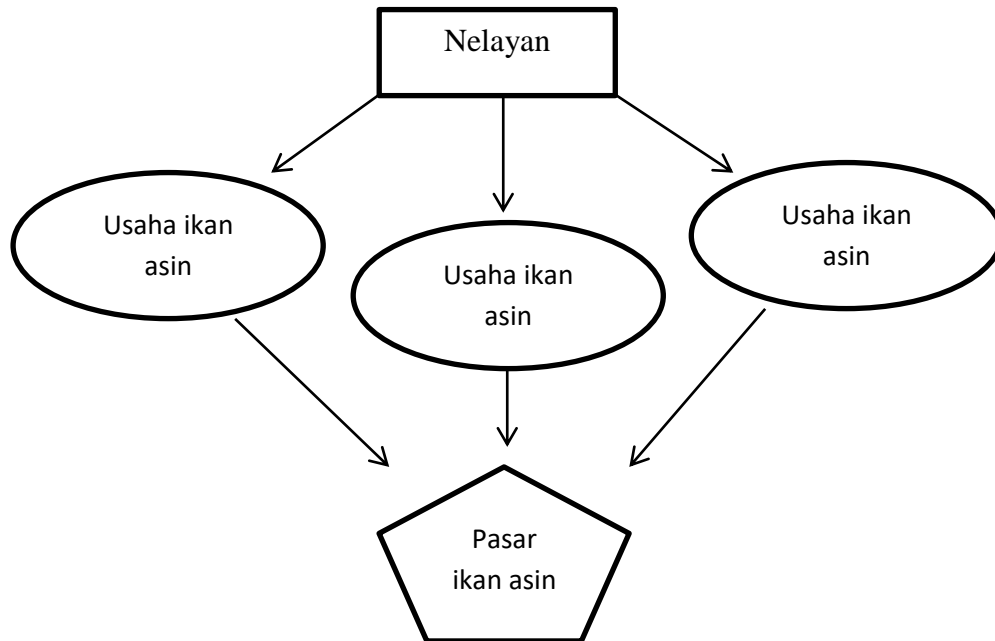 Nelayan
Usaha ikan
asin
Usaha ikan
asin
Usaha ikan
asin
Pasar
ikan asin